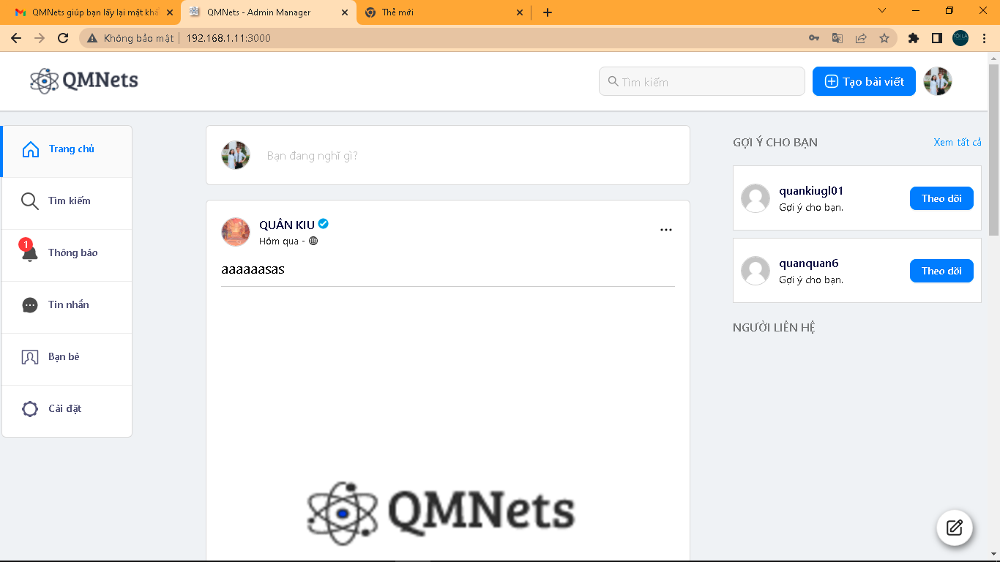 QMNets giúp bạn lấy lại mật khẩ
QMNets - Admin Manager
Thẻ mới
Không bảo mật
192.168.1.11:3000
QMNets
Tìm kiếm
Tạo bài viết
Trang chủ
Tìm kiếm
1
Thông báo
Tin nhắn
Bạn bè
Cài đặt
Bạn đang nghĩ gì?
QUÂN KIU
Hôm qua -
aaaaaasas
QMNets
GỢI Ý CHO BẠN
Xem tất cả
quankiugl01
Gợi ý cho bạn.
Theo dõi
quanquan6
Gợi ý cho bạn.
Theo dõi
NGƯỜI LIÊN HỆ